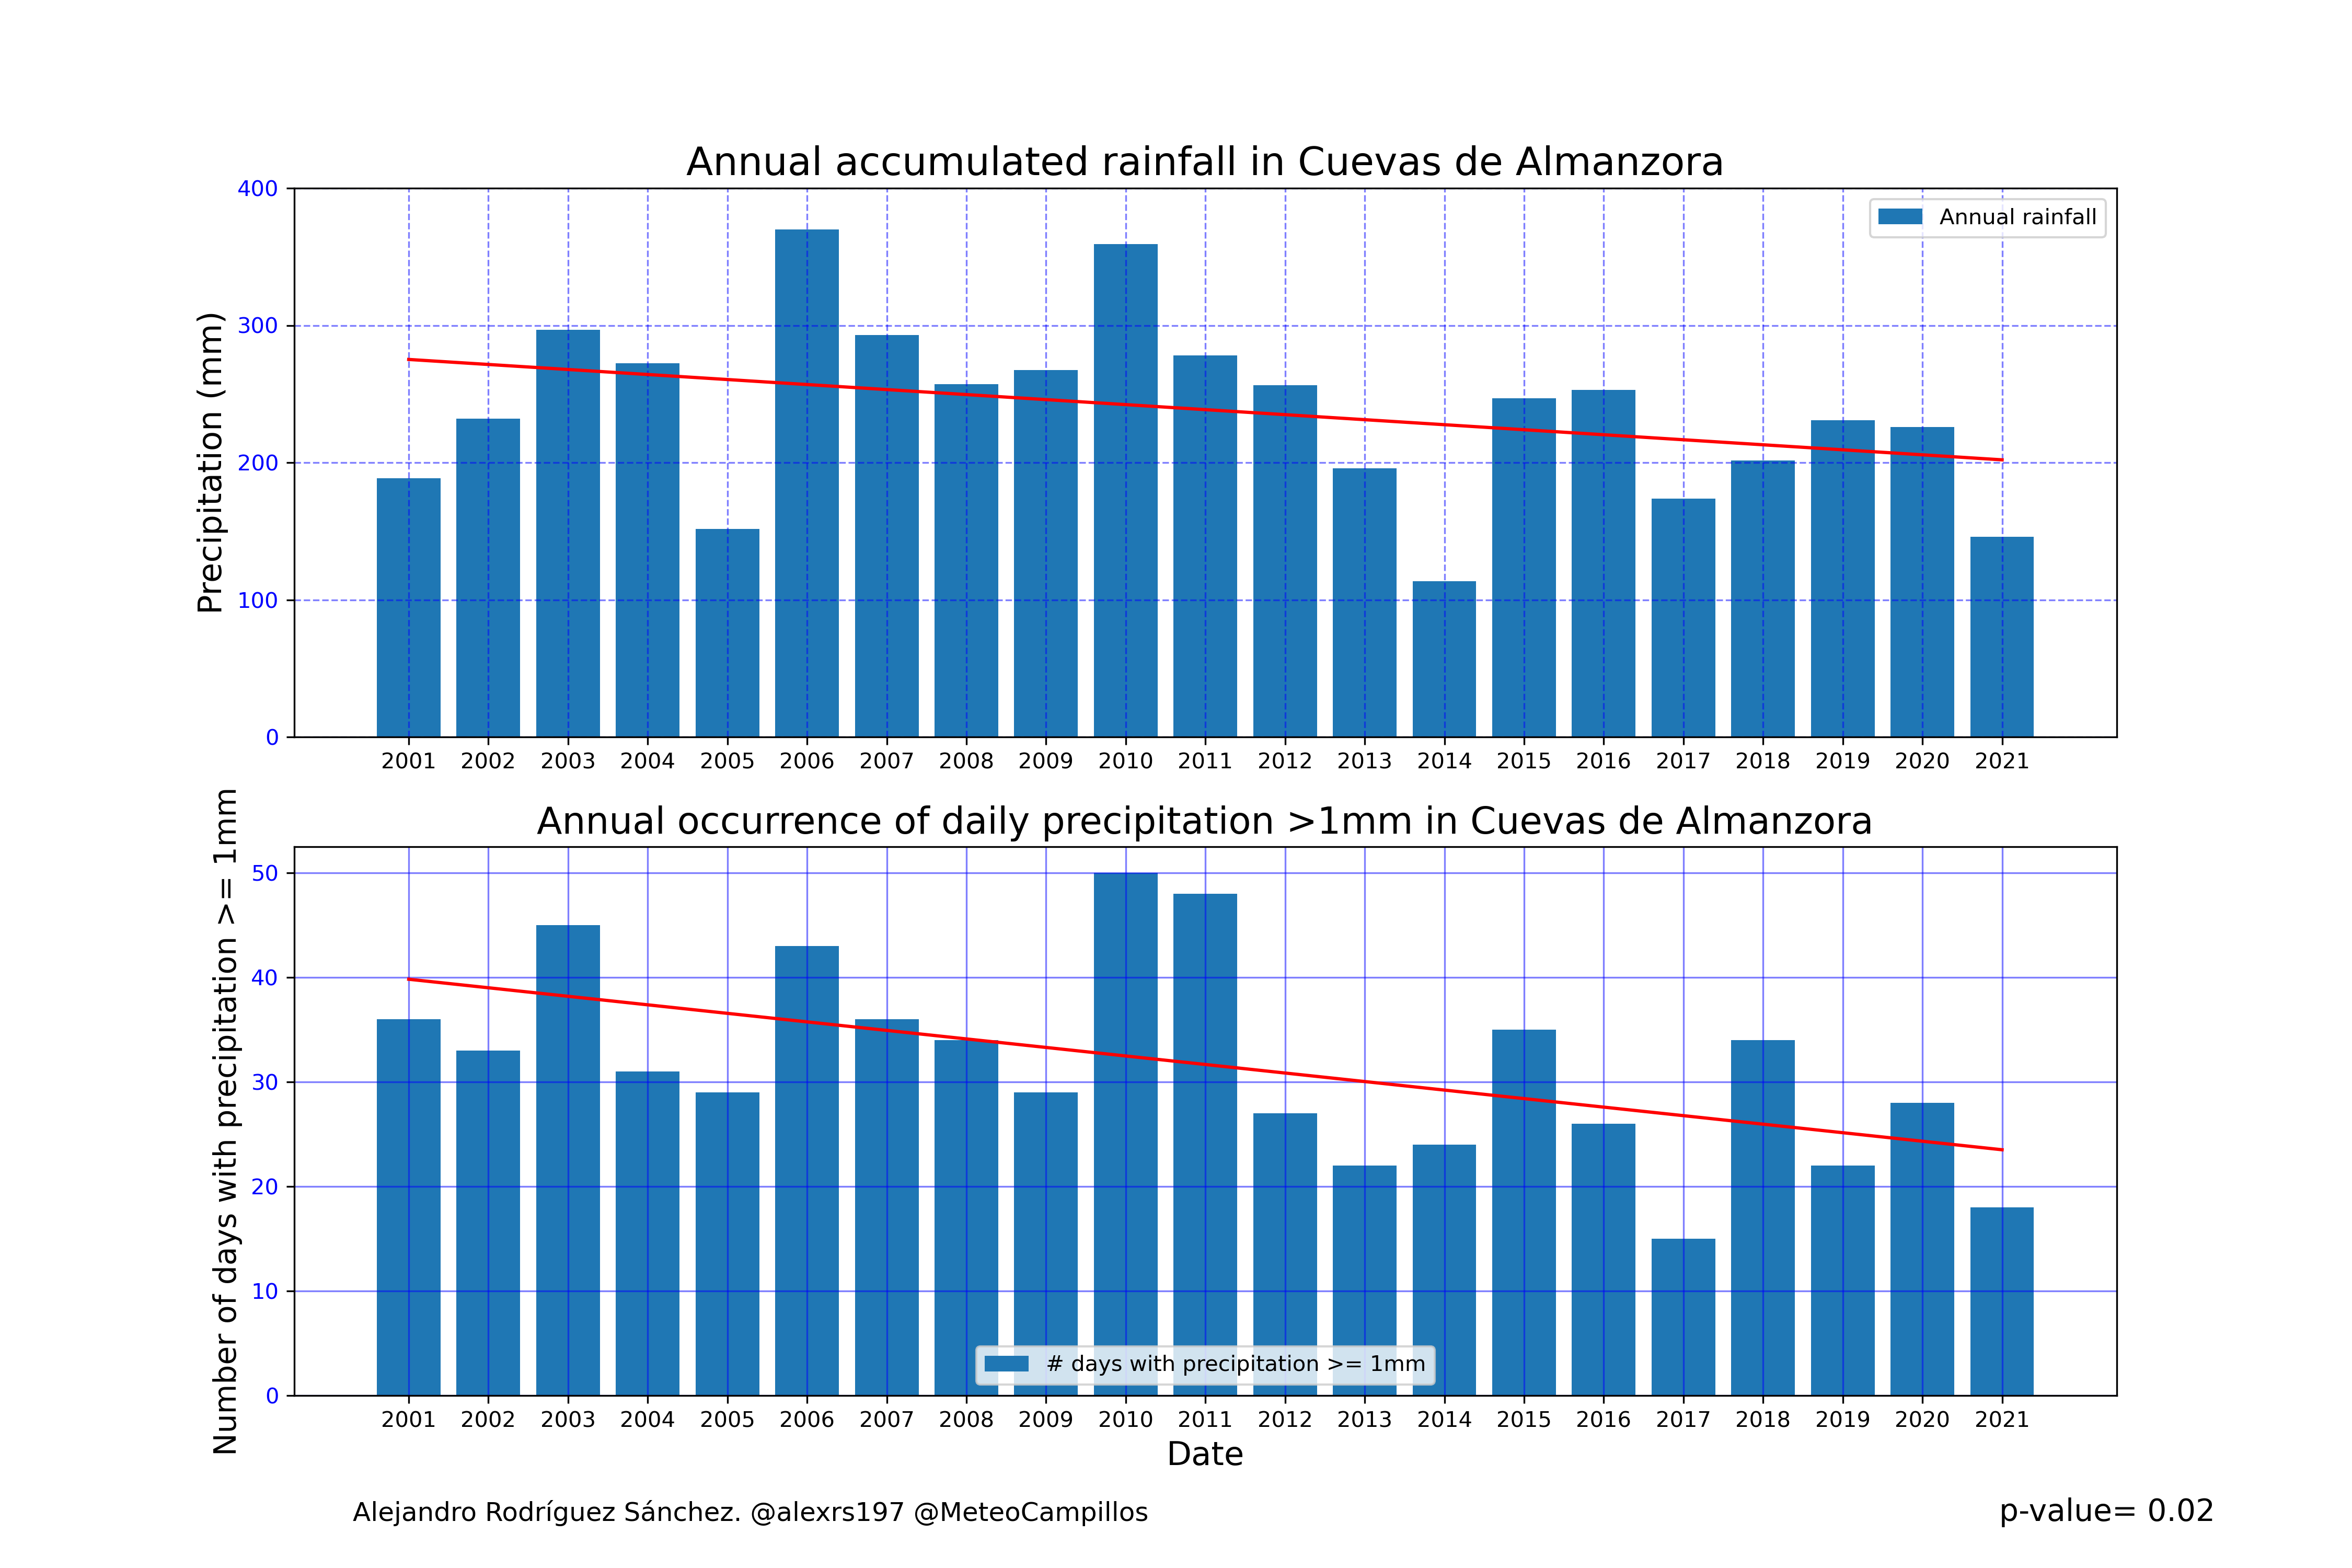 Annual accumulated rainfall in Cuevas de Almanzora
Precipitation (mm)
400
300
200
100
0
Annual rainfall
2001 2002 2003 2004 2005 2006 2007 2008 2009 2010 2011 2012 2013 2014 2015 2016 2017 2018 2019 2020 2021
Annual occurrence of daily precipitation >1mm in Cuevas de Almanzora
Number of days with precipitation >= 1mm
50
40
30
20
10
0
# days with precipitation >= 1mm
2001 2002 2003 2004 2005 2006 2007 2008 2009 2010 2011 2012 2013 2014 2015 2016 2017 2018 2019 2020 2021
Date
Alejandro Rodríguez Sánchez. @alexrs197 @MeteoCampillos
p-value= 0.02